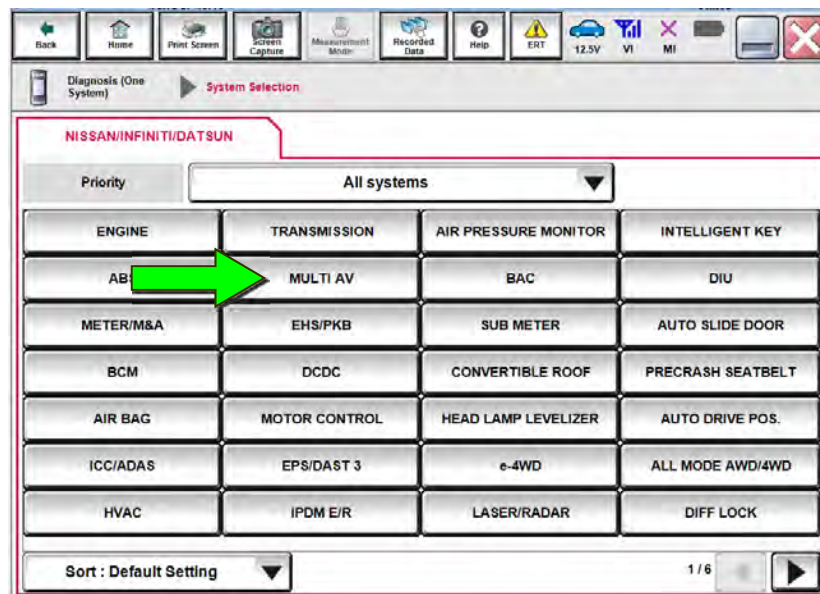 Back
Home
Print Screen
Screen Capture
Measurement Mode
Recorded Data
Help
ERT
12.5V
VI
MI
Diagnosis (One System)
System Selection
NISSAN/INFINITI/DATSUN
Priority
All systems
ENGINE
TRANSMISSION
AIR PRESSURE MONITOR
INTELLIGENT KEY
AB
MULTI AV
BAC
DIU
METER/M&A
EHS/PKB
SUB METER
AUTO SLIDE DOOR
BCM
DCDC
CONVERTIBLE ROOF
PRECRASH SEATBELT
AIR BAG
MOTOR CONTROL
HEAD LAMP LEVELIZER
AUTO DRIVE POS.
ICC/ADAS
EPS/DAST 3
e-4WD
ALL MODE AWD/4WD
HVAC
IPDM E/R
LASER/RADAR
DIFF LOCK
Sort : Default Setting
1 / 6